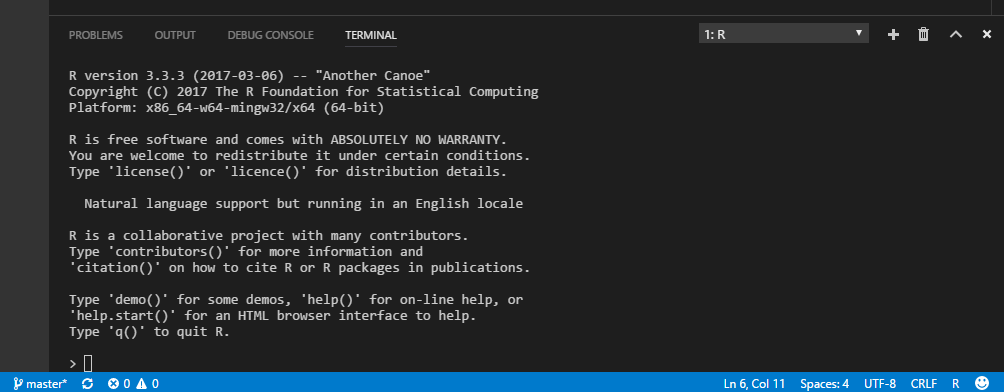 PROBLEMS OUTPUT DEBUG CONSOLE TERMINAL 1: R
R version 3.3.3 (2017-03-06) -- "Another Canoe"
Copyright (C) 2017 The R Foundation for Statistical Computing
Platform: x86_64-w64-mingw32/x64 (64-bit)
R is free software and comes with ABSOLUTELY NO WARRANTY.
You are welcome to redistribute it under certain conditions.
Type 'license()' or 'licence()' for distribution details.
Natural language support but running in an English locale
R is a collaborative project with many contributors.
Type 'contributors()' for more information and
'citation()' on how to cite R or R packages in publications.
Type 'demo()' for some demos, 'help()' for on-line help, or
'help.start()' for an HTML browser interface to help.
Type 'q()' to quit R.
>
master* 0 0 Ln 6, Col 11 Spaces: 4 UTF-8 CRLF R